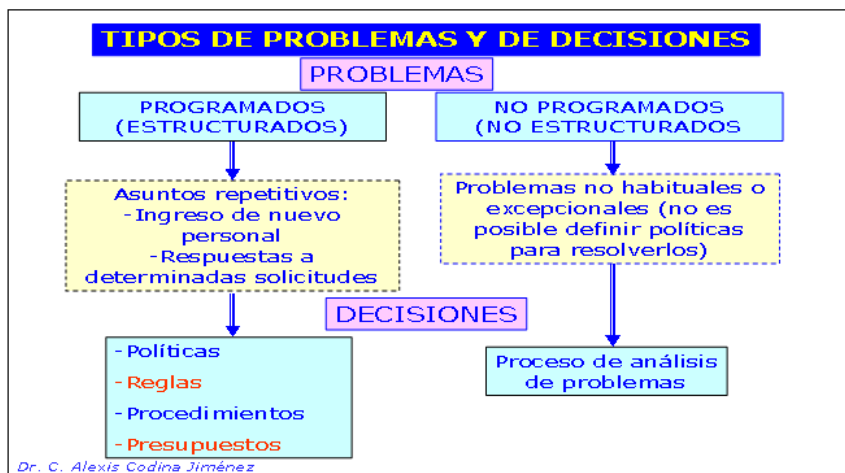 TIPOS DE PROBLEMAS Y DE DECISIONES
PROBLEMAS
PROGRAMADOS
(ESTRUCTURADOS)
NO PROGRAMADOS
(NO ESTRUCTURADOS
Asuntos repetitivos:
-Ingreso de nuevo
personal
-Respuestas a
determinadas solicitudes
Problemas no habituales o
excepcionales (no es
posible definir políticas
para resolverlos)
DECISIONES
-Políticas
-Reglas
-Procedimientos
-Presupuestos
Proceso de análisis
de problemas
Dr. C. Alexis Codina Jiménez